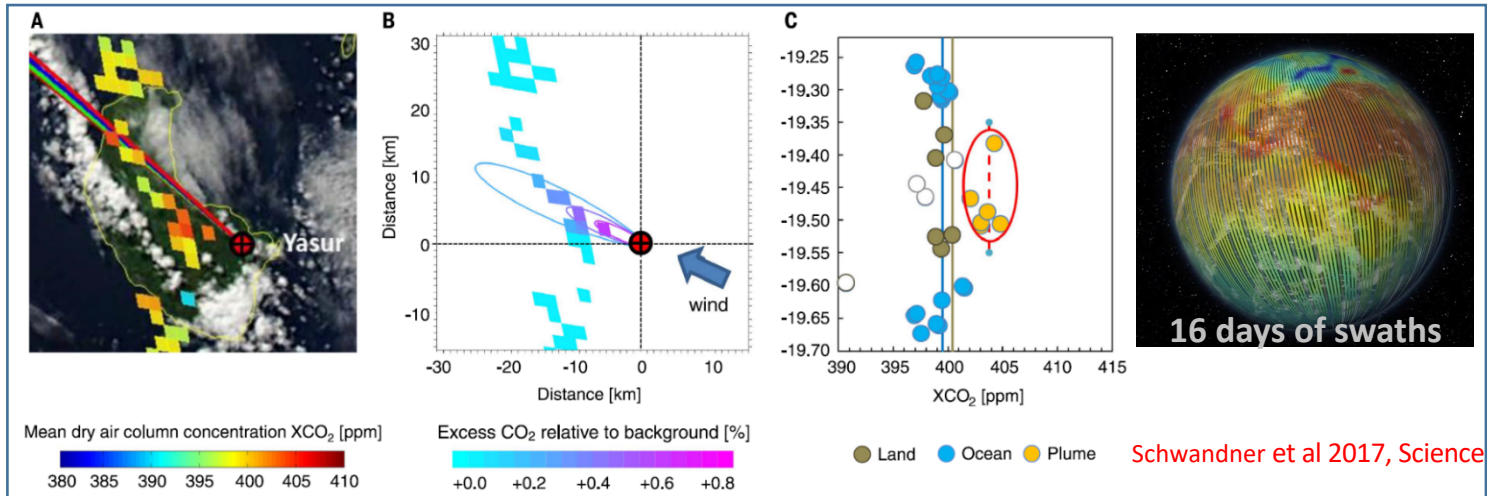 A
Yasur
Mean dry air column concentration XCO₂ [ppm]
380 385 390 395 400 405 410
B
Distance [km]
30
20
10
0
-10
-30 -20 -10 0 10
Distance [km]
wind
Excess CO₂ relative to background [%]
+0.0 +0.2 +0.4 +0.6 +0.8
C
-19.25
-19.30
-19.35
-19.40
-19.45
-19.50
-19.55
-19.60
-19.65
-19.70
390 395 400 405 410 415
XCO₂ [ppm]
Land Ocean Plume
16 days of swaths
Schwandner et al 2017, Science